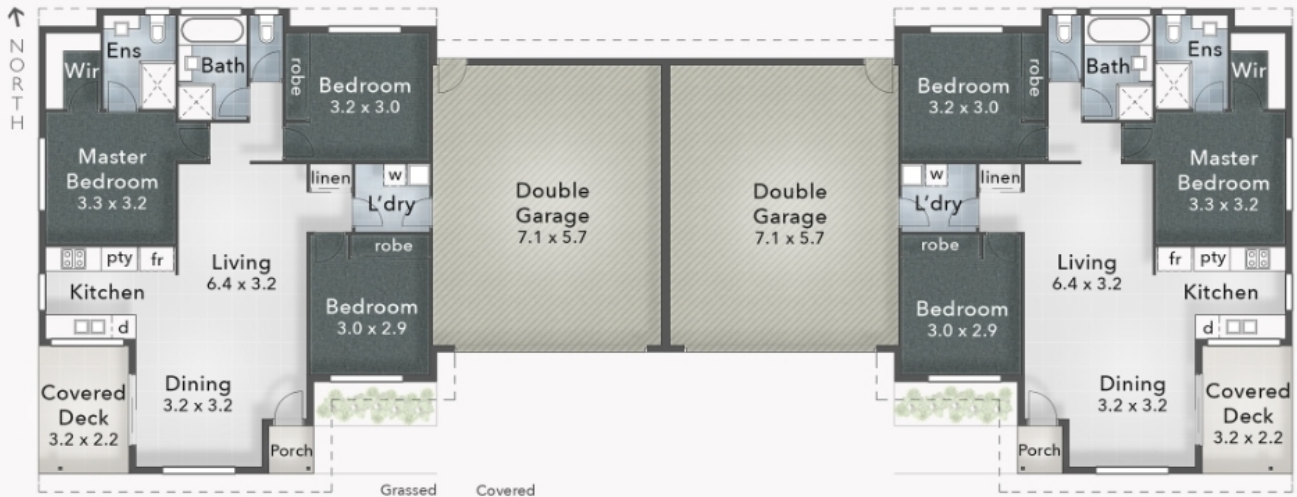 NORTH
Ens
Wir
Bath
robe
Bedroom
3.2 x 3.0
Master
Bedroom
3.3 x 3.2
linen
w
L'dry
robe
pty
fr
Kitchen
d
Living
6.4 x 3.2
Bedroom
3.0 x 2.9
Covered
Deck
3.2 x 2.2
Dining
3.2 x 3.2
Porch
Double
Garage
7.1 x 5.7
Double
Garage
7.1 x 5.7
Bedroom
3.2 x 3.0
robe
Bath
Ens
Wir
Master
Bedroom
3.3 x 3.2
w
linen
L'dry
robe
Living
6.4 x 3.2
fr
pty
Kitchen
d
Bedroom
3.0 x 2.9
Dining
3.2 x 3.2
Covered
Deck
3.2 x 2.2
Porch
Grassed
Covered